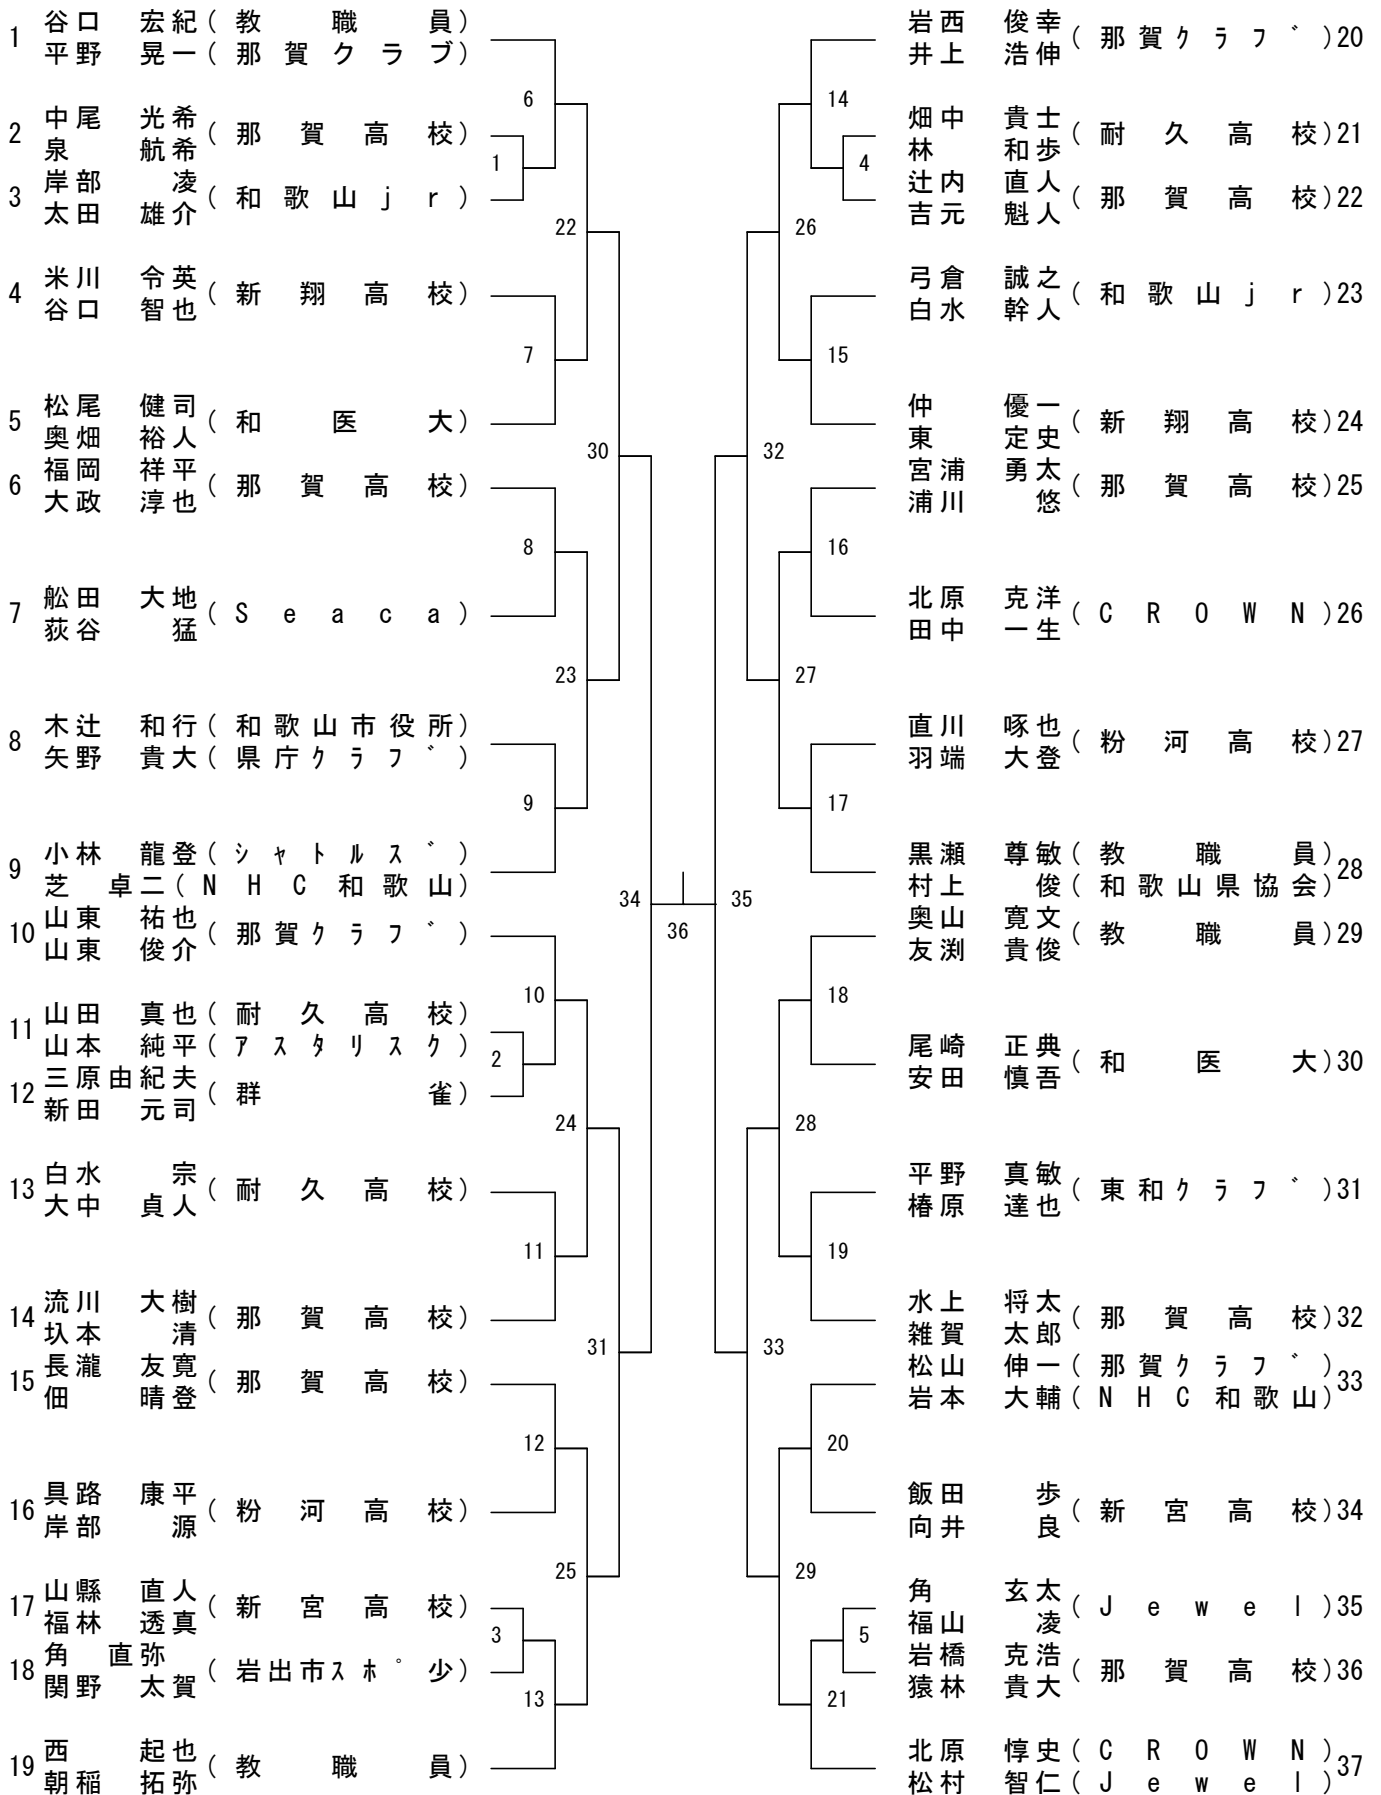 1 谷口 宏紀(教職員)
平野 晃一(那賀クラブ)
2 中尾 光希(那賀高校)
泉 航希
3 岸部 凌(和歌山jr)
太田 雄介
4 米川 令英(新翔高校)
谷口 智也
5 松尾 健司(和医大)
奥畑 裕人
6 福岡 祥平(那賀高校)
大政 淳也
7 舩田 大地(Seaca)
荻谷 猛
8 木辻 和行(和歌山市役所)
矢野 貴大(県庁クラブ)
9 小林 龍登(シャトルズ)
芝 卓二(NHC和歌山)
10 山東 祐也(那賀クラブ)
山東 俊介
11 山田 真也(耐久高校)
山本 純平(アスタリスク)
12 三原由紀夫(群雀)
新田 元司
13 白水 宗(耐久高校)
大中 貞人
14 流川 大樹(那賀高校)
圦本 清
15 長瀧 友寛(那賀高校)
佃 晴登
16 具路 康平(粉河高校)
岸部 源
17 山縣 直人(新宮高校)
福林 透真
18 角 直弥(岩出市スポ少)
関野 太賀
19 西 起也(教職員)
朝稲 拓弥
6
1
22
7
30
8
23
9
34
10
2
24
11
31
12
25
3
13
36
14
4
26
15
32
16
27
17
35
18
28
19
33
20
29
5
21
岩西 俊幸(那賀クラブ)20
井上 浩伸
畑中 貴士(耐久高校)21
林 和歩
辻内 直人(那賀高校)22
吉元 魁人
弓倉 誠之(和歌山jr)23
白水 幹人
仲 優一(新翔高校)24
東 定史
宮浦 勇太(那賀高校)25
浦川 悠
北原 克洋(CROWN)26
田中 一生
直川 啄也(粉河高校)27
羽端 大登
黒瀬 尊敏(教職員)28
村上 俊(和歌山県協会)
奥山 寛文(教職員)29
友渕 貴俊
尾崎 正典(和医大)30
安田 慎吾
平野 真敏(東和クラブ)31
椿原 達也
水上 将太(那賀高校)32
雑賀 太郎
松山 伸一(那賀クラブ)33
岩本 大輔(NHC和歌山)
飯田 歩(新宮高校)34
向井 良
角 玄太(Jewel)35
福山 凌
岩橋 克浩(那賀高校)36
猿林 貴大
北原 惇史(CROWN)37
松村 智仁(Jewel)